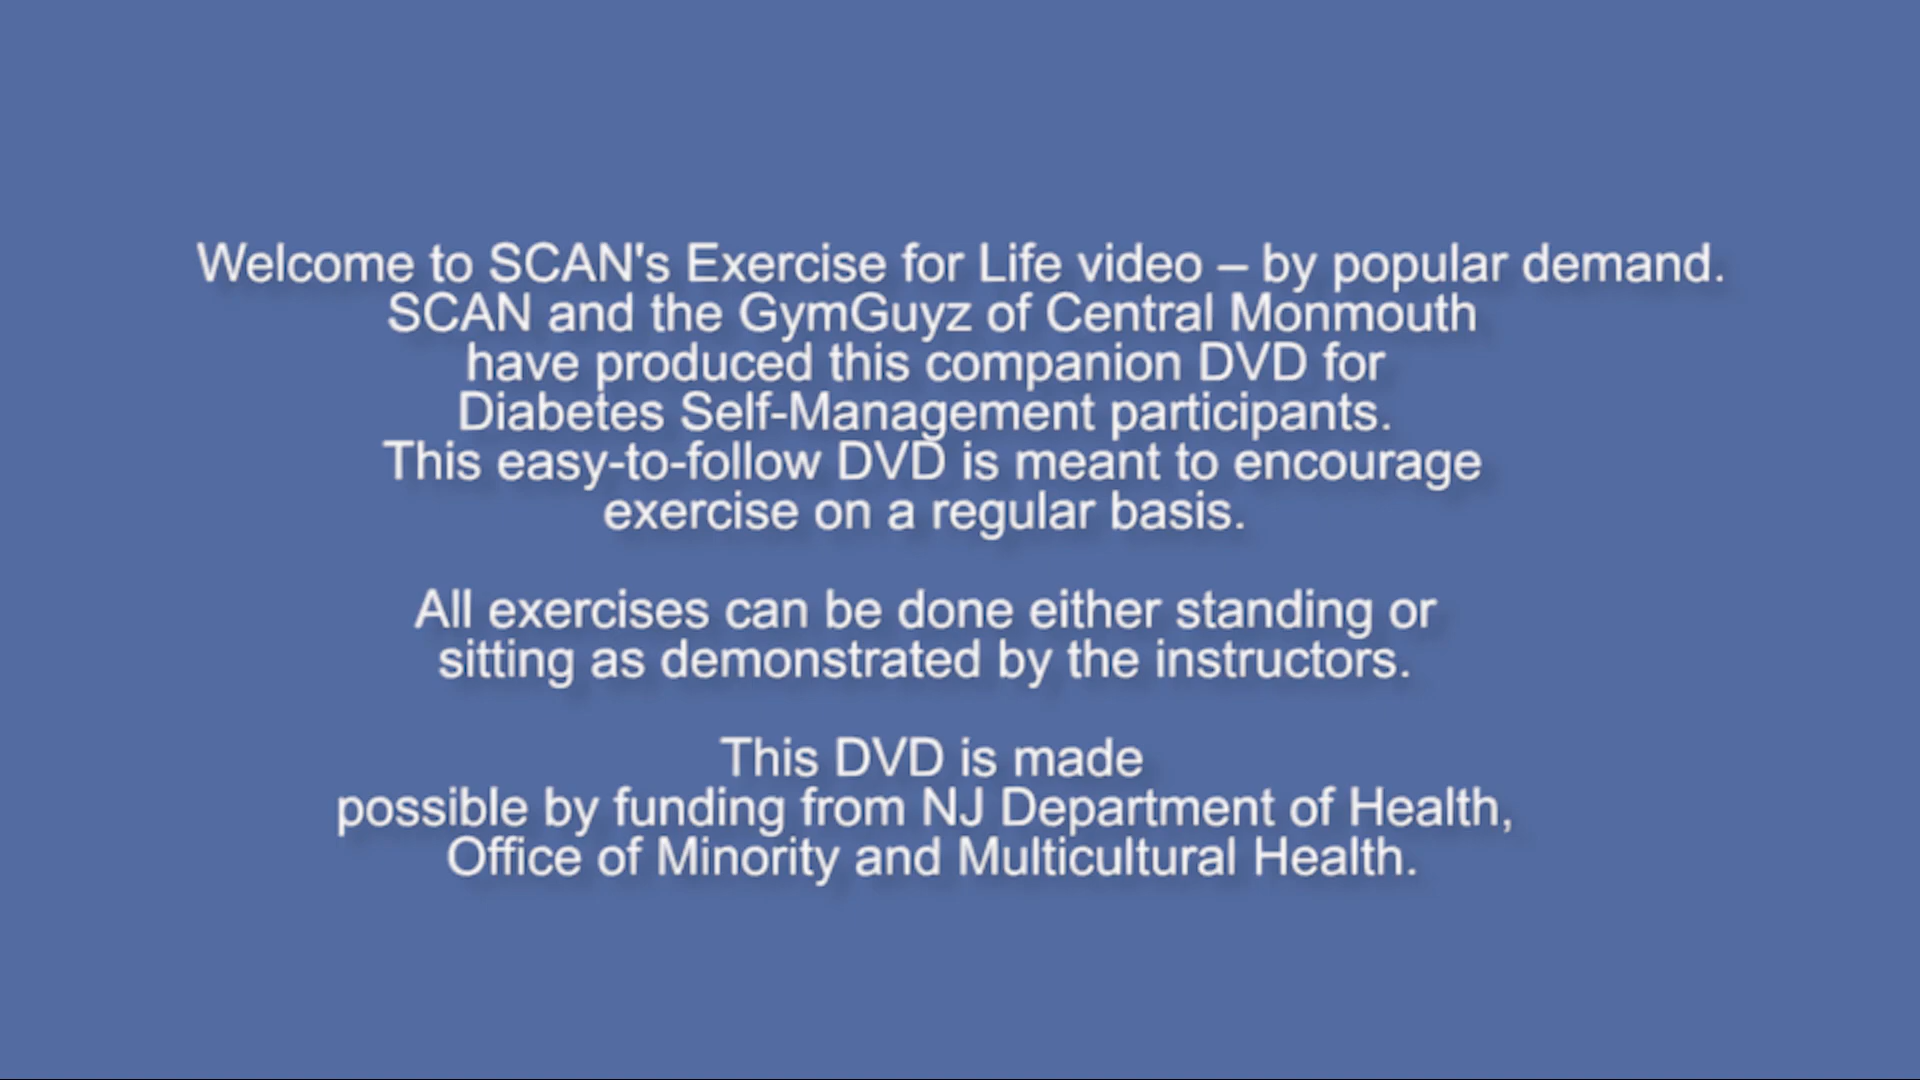 Welcome to SCAN's Exercise for Life video – by popular demand.
SCAN and the GymGuyz of Central Monmouth
have produced this companion DVD for
Diabetes Self-Management participants.
This easy-to-follow DVD is meant to encourage
exercise on a regular basis.
All exercises can be done either standing or
sitting as demonstrated by the instructors.
This DVD is made
possible by funding from NJ Department of Health,
Office of Minority and Multicultural Health.